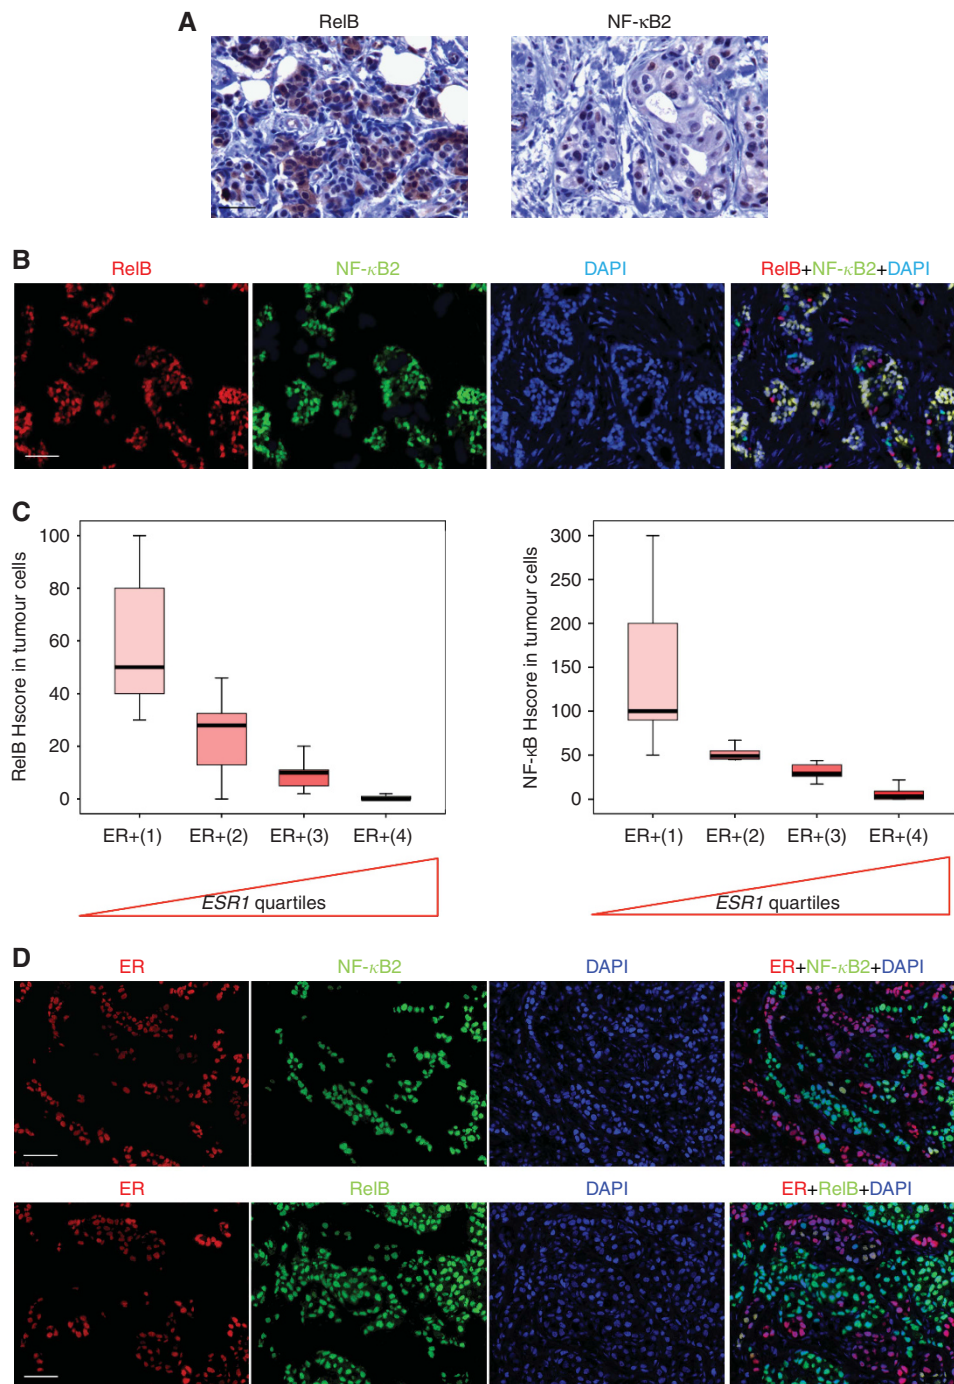 A
RelB
NF-κB2
B
RelB
NF-κB2
DAPI
RelB+NF-κB2+DAPI
C
RelB Hscore in tumour cells
100
80
60
40
20
0
ER+(1)
ER+(2)
ER+(3)
ER+(4)
ESR1 quartiles
NF-κB Hscore in tumour cells
300
250
200
150
100
50
0
ER+(1)
ER+(2)
ER+(3)
ER+(4)
ESR1 quartiles
D
ER
NF-κB2
DAPI
ER+NF-κB2+DAPI
ER
RelB
DAPI
ER+RelB+DAPI